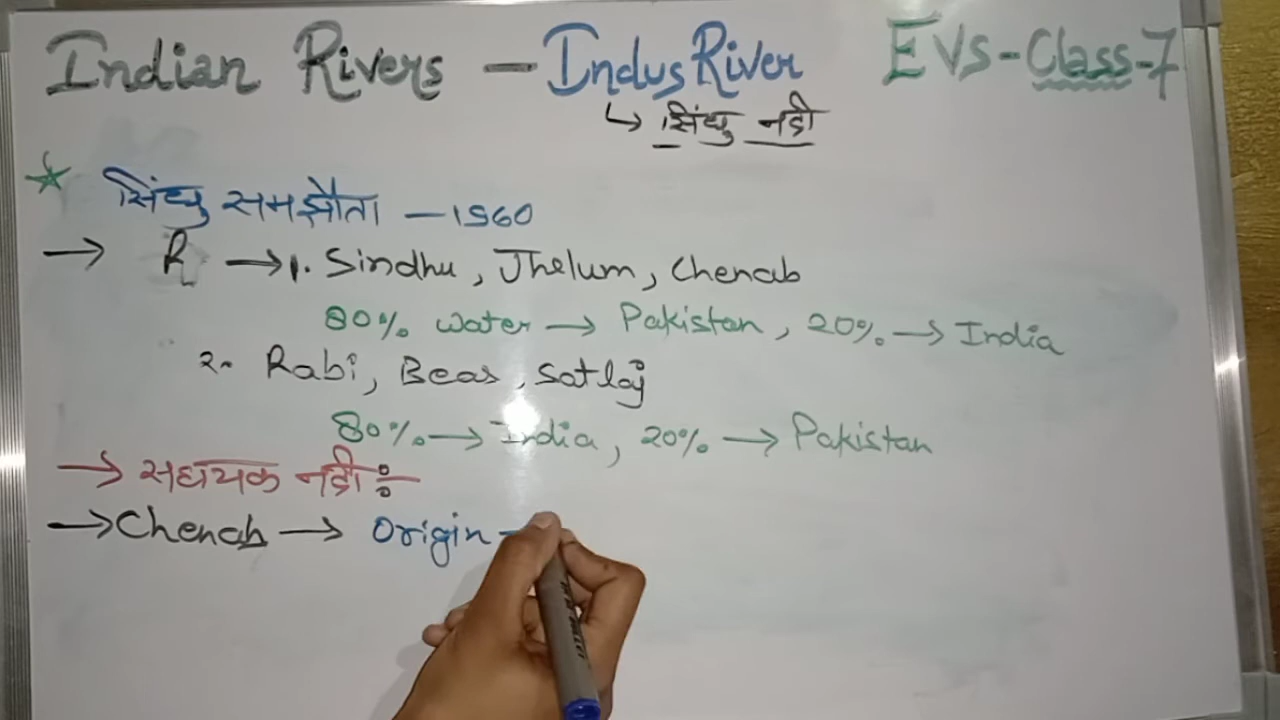 Indian Rivers — Indus River EVS - Class - 7
↳ सिंधु नदी
★ सिंधु समझौता — 1960
→ R → 1. Sindhu, Jhelum, Chenab
80% water → Pakistan, 20% → India
2. Rabi, Beas, Satlaj
80% → India, 20% → Pakistan
→ सहायक नदी :-
→ Chenab → Origin -